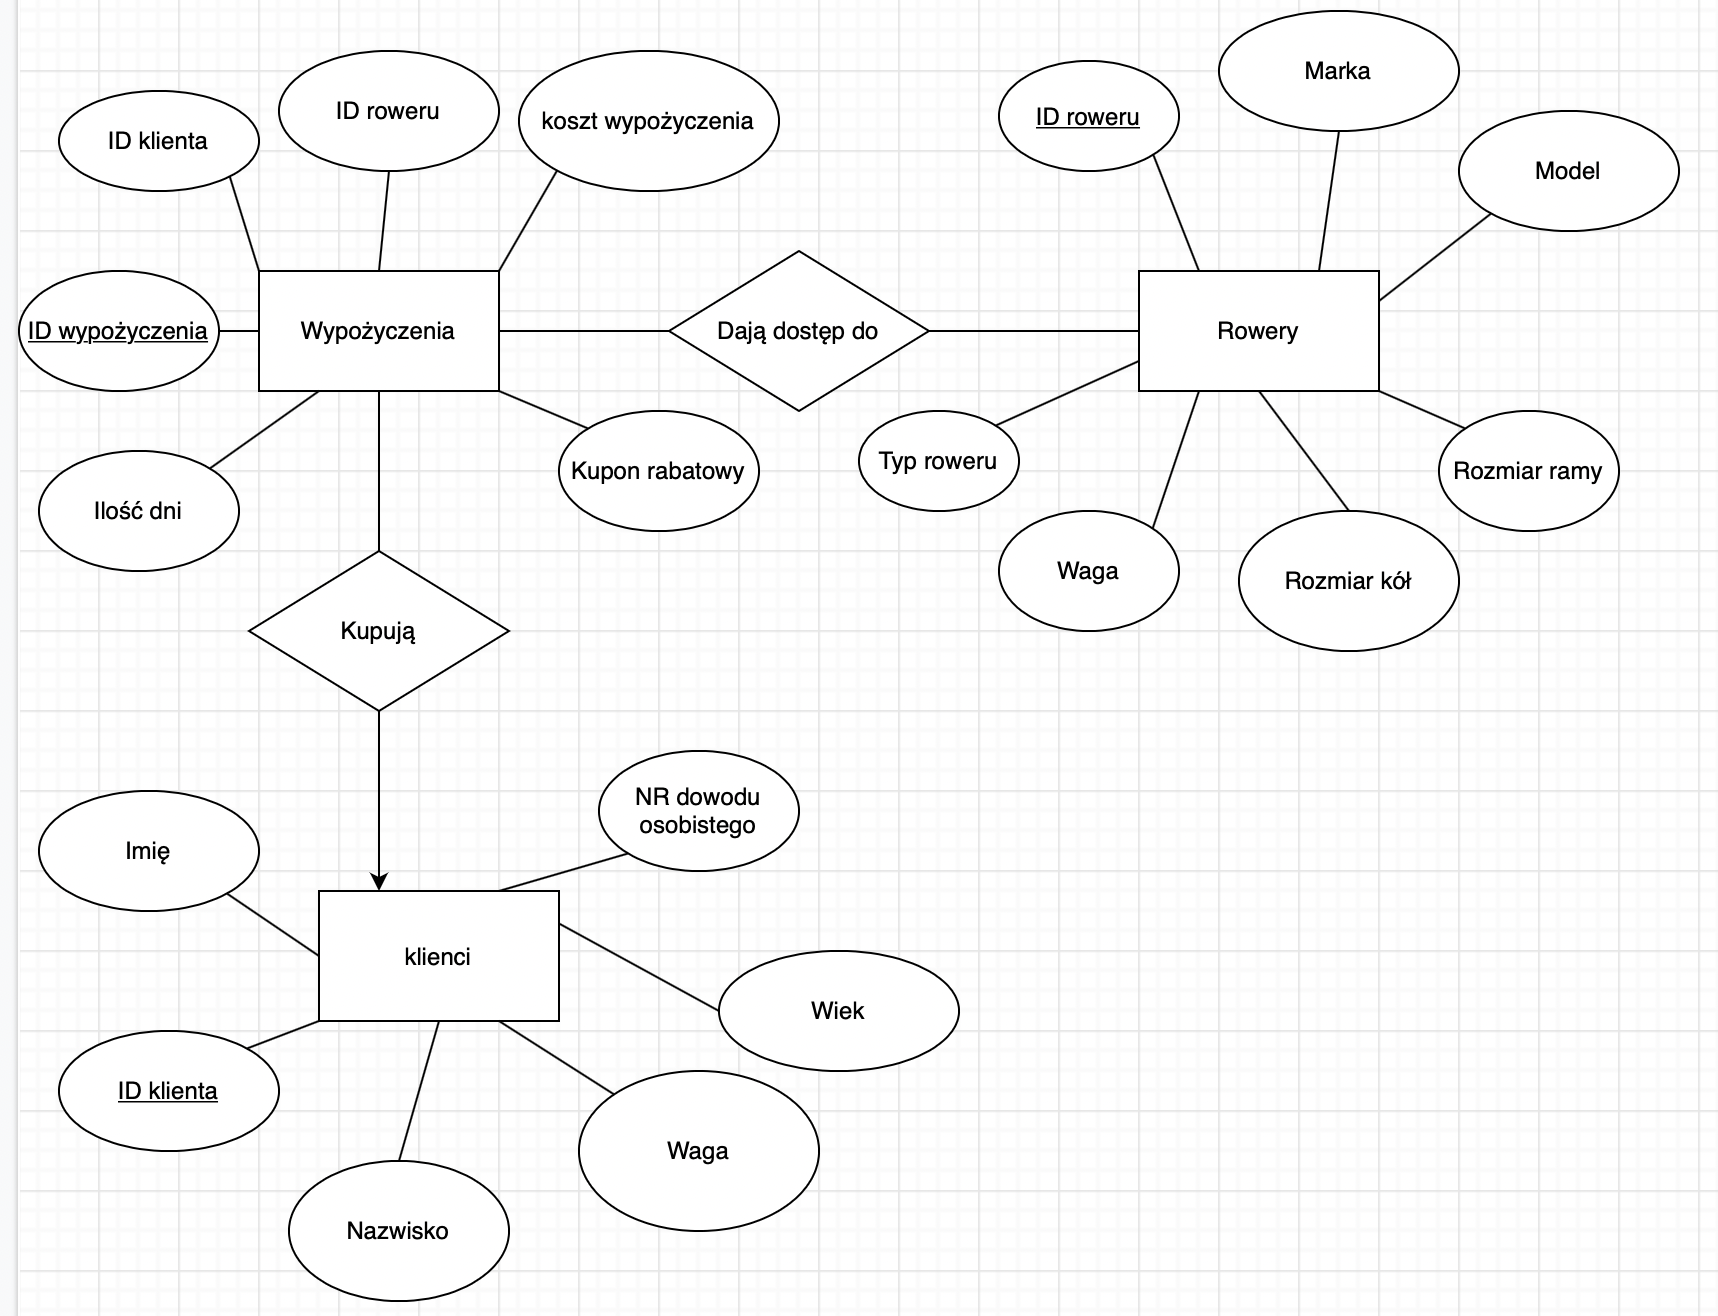 ID klienta
ID roweru
koszt wypożyczenia
ID roweru
Marka
Model
ID wypożyczenia
Wypożyczenia
Dają dostęp do
Rowery
Ilość dni
Kupon rabatowy
Typ roweru
Waga
Rozmiar kół
Rozmiar ramy
Kupują
Imię
NR dowodu
osobistego
klienci
Wiek
ID klienta
Waga
Nazwisko